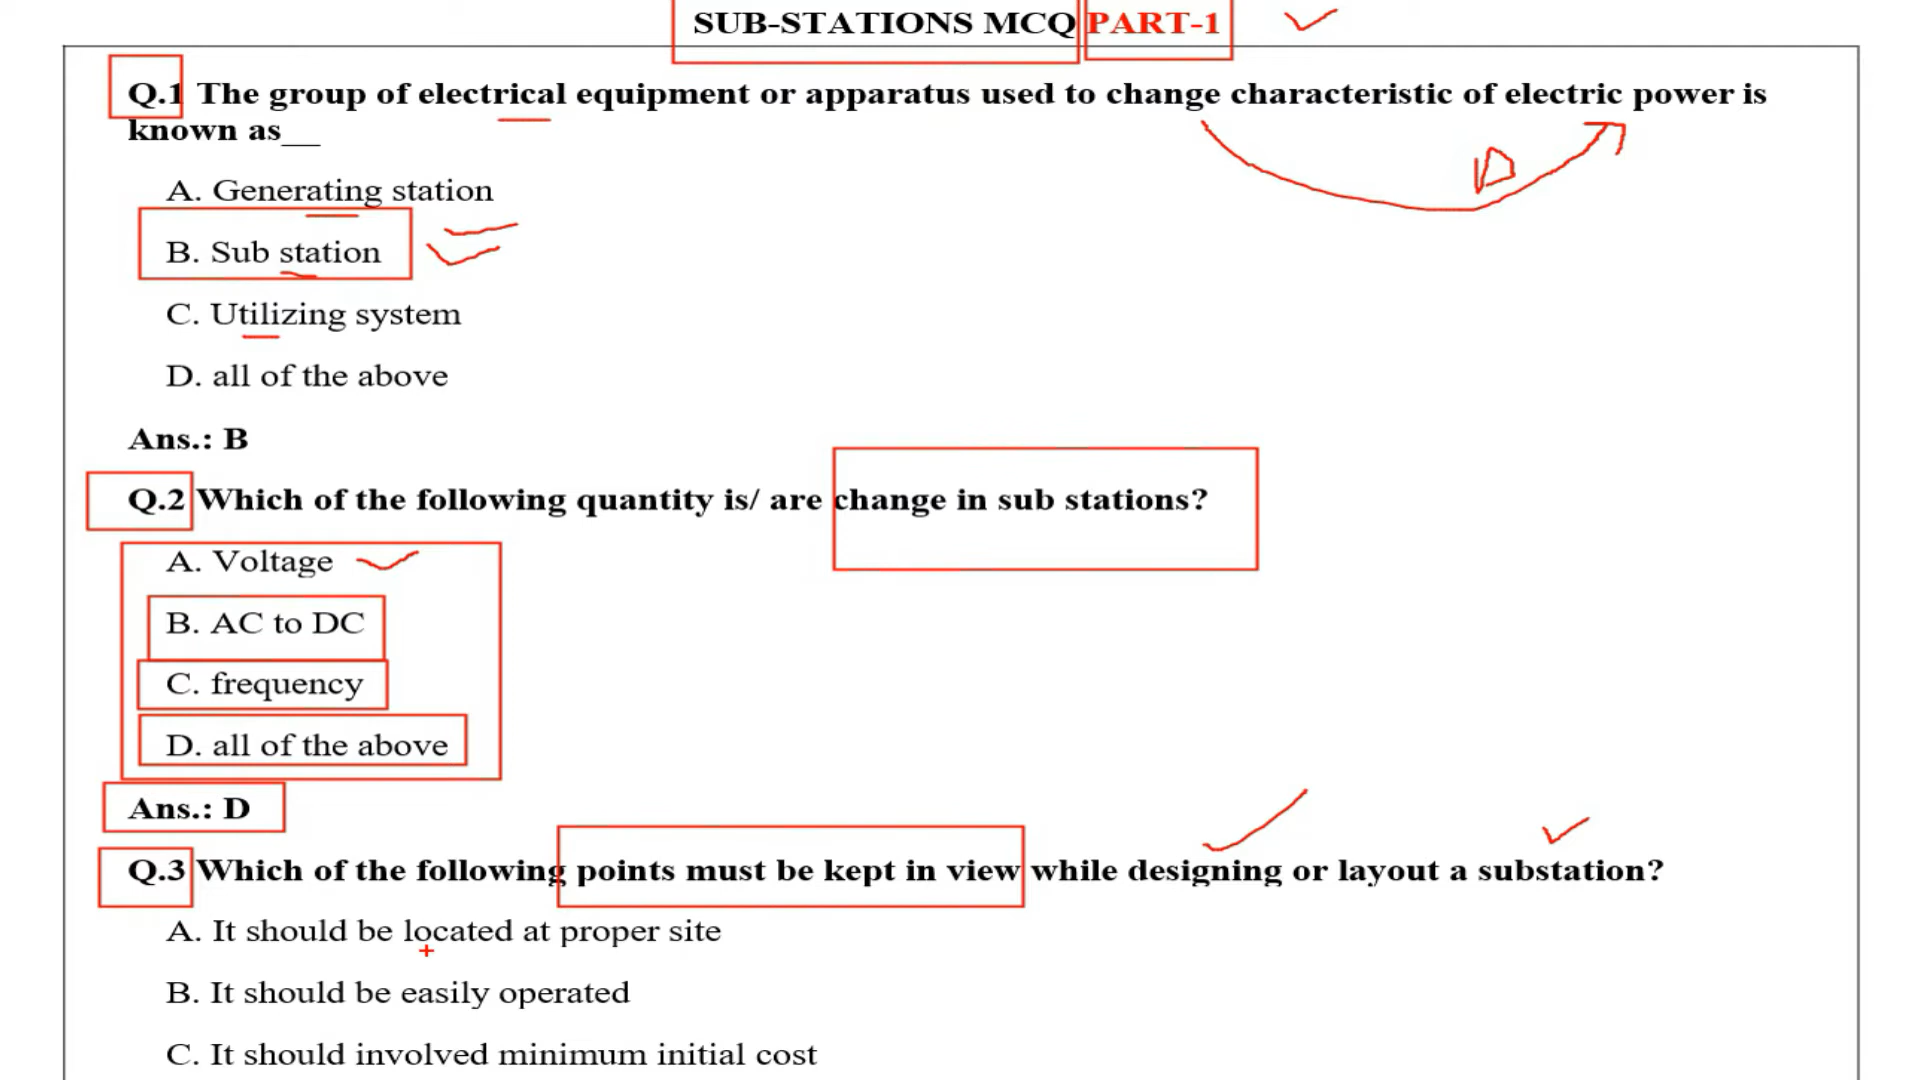 SUB-STATIONS MCQ PART-1
Q.1 The group of electrical equipment or apparatus used to change characteristic of electric power is
known as__
A. Generating station
B. Sub station
C. Utilizing system
D. all of the above
Ans.: B
Q.2 Which of the following quantity is/ are change in sub stations?
A. Voltage
B. AC to DC
C. frequency
D. all of the above
Ans.: D
Q.3 Which of the following points must be kept in view while designing or layout a substation?
A. It should be located at proper site
B. It should be easily operated
C. It should involved minimum initial cost